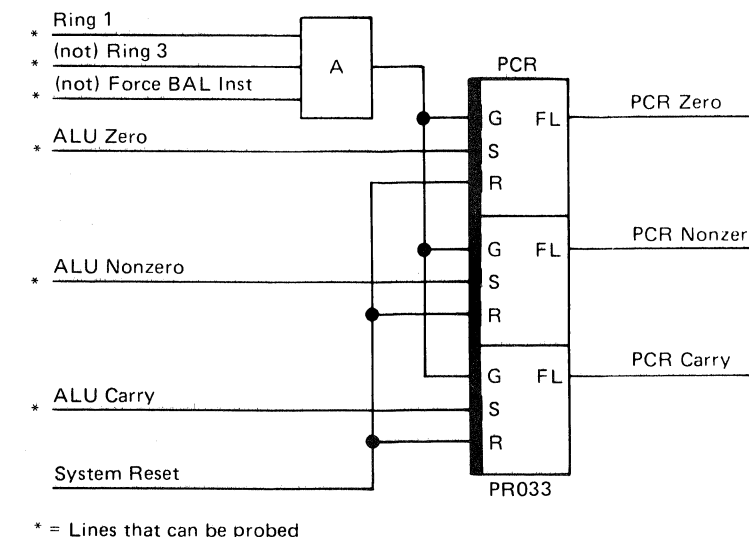 Ring 1
*
(not) Ring 3
*
(not) Force BAL Inst
*
A
PCR
G FL
PCR Zero
ALU Zero
*
S
R
G FL
PCR Nonzer
ALU Nonzero
*
S
R
PCR Carry
G FL
ALU Carry
*
S
R
System Reset
PR033
* = Lines that can be probed